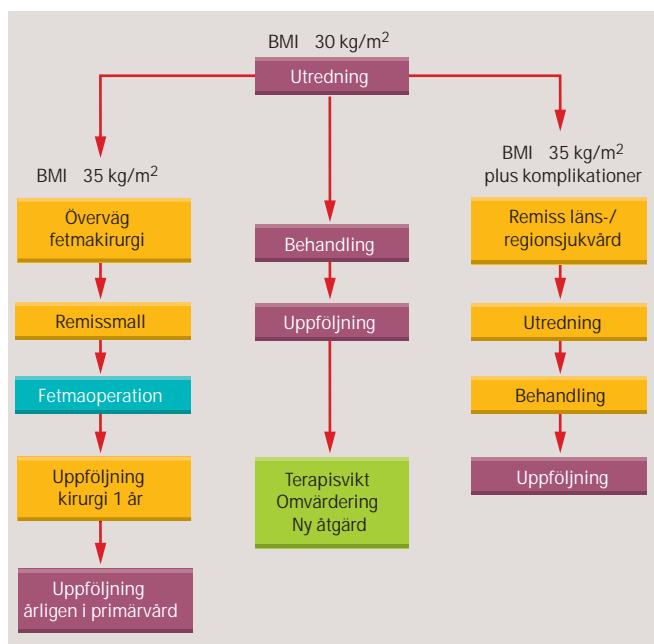 BMI 30 kg/m²
Utredning
BMI 35 kg/m²
Överväg
fetmakirurgi
Remissmall
Fetmaoperation
Uppföljning
kirurgi 1 år
Uppföljning
årligen i primärvård
Behandling
Uppföljning
Terapisvikt
Omvärdering
Ny åtgärd
BMI 35 kg/m²
plus komplikationer
Remiss läns-/
regionsjukvård
Utredning
Behandling
Uppföljning